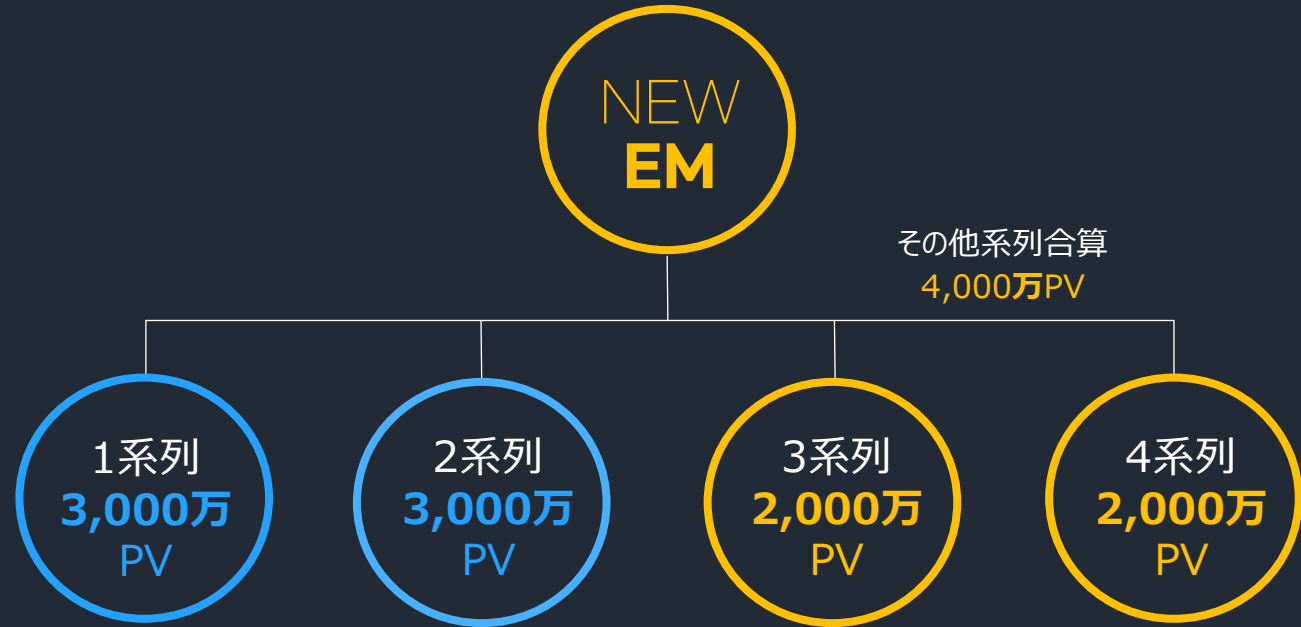 NEW
EM
その他系列合算
4,000万PV
1系列
3,000万
PV
2系列
3,000万
PV
3系列
2,000万
PV
4系列
2,000万
PV